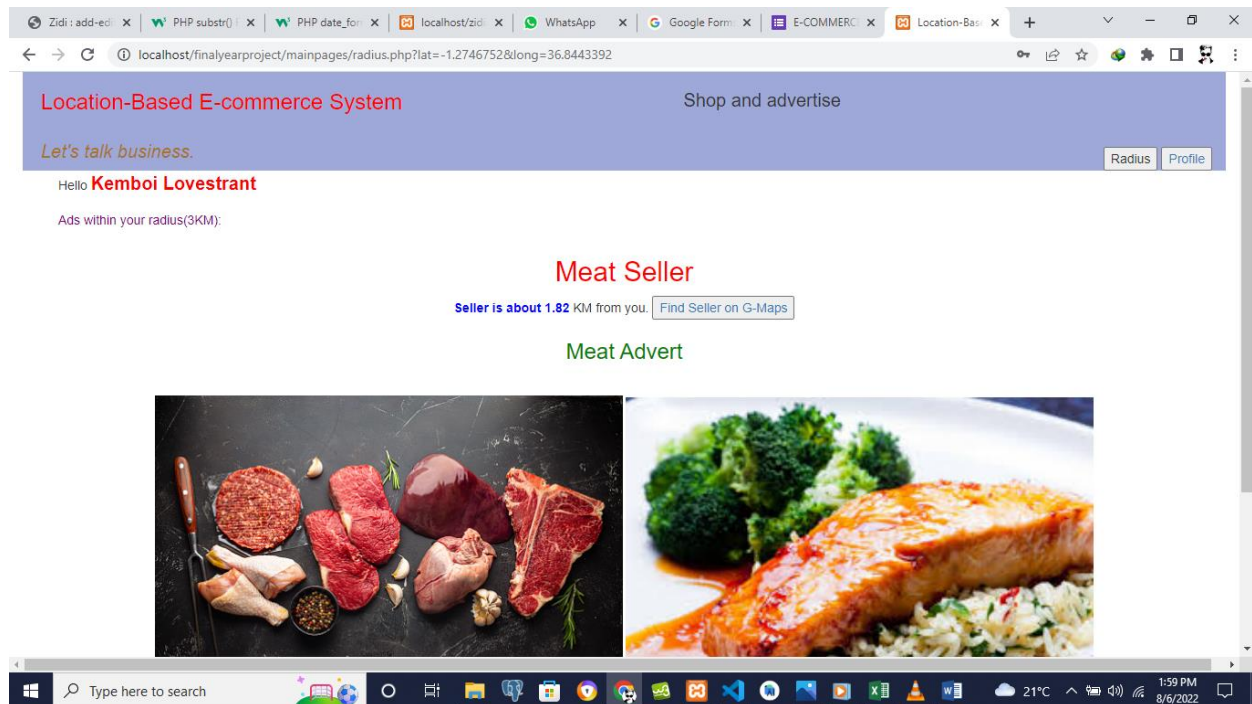 Zidi : add-edi
PHP substr()
PHP date_for
localhost/zidi
WhatsApp
Google Form
E-COMMERC
Location-Bas
localhost/finalyearproject/mainpages/radius.php?lat=-1.2746752&long=36.8443392
Location-Based E-commerce System
Shop and advertise
Let's talk business.
Radius Profile
Hello Kemboi Lovestrant
Ads within your radius(3KM):
Meat Seller
Seller is about 1.82 KM from you. Find Seller on G-Maps
Meat Advert
Type here to search
21°C
1:59 PM
8/6/2022